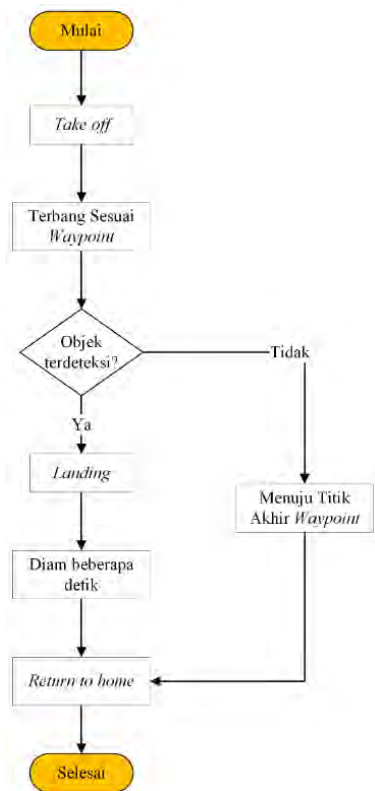 Mulai
Take off
Terbang Sesuai
Waypoint
Objek
terdeteksi?
Tidak
Ya
Landing
Menuju Titik
Akhir Waypoint
Diam beberapa
detik
Return to home
Selesai